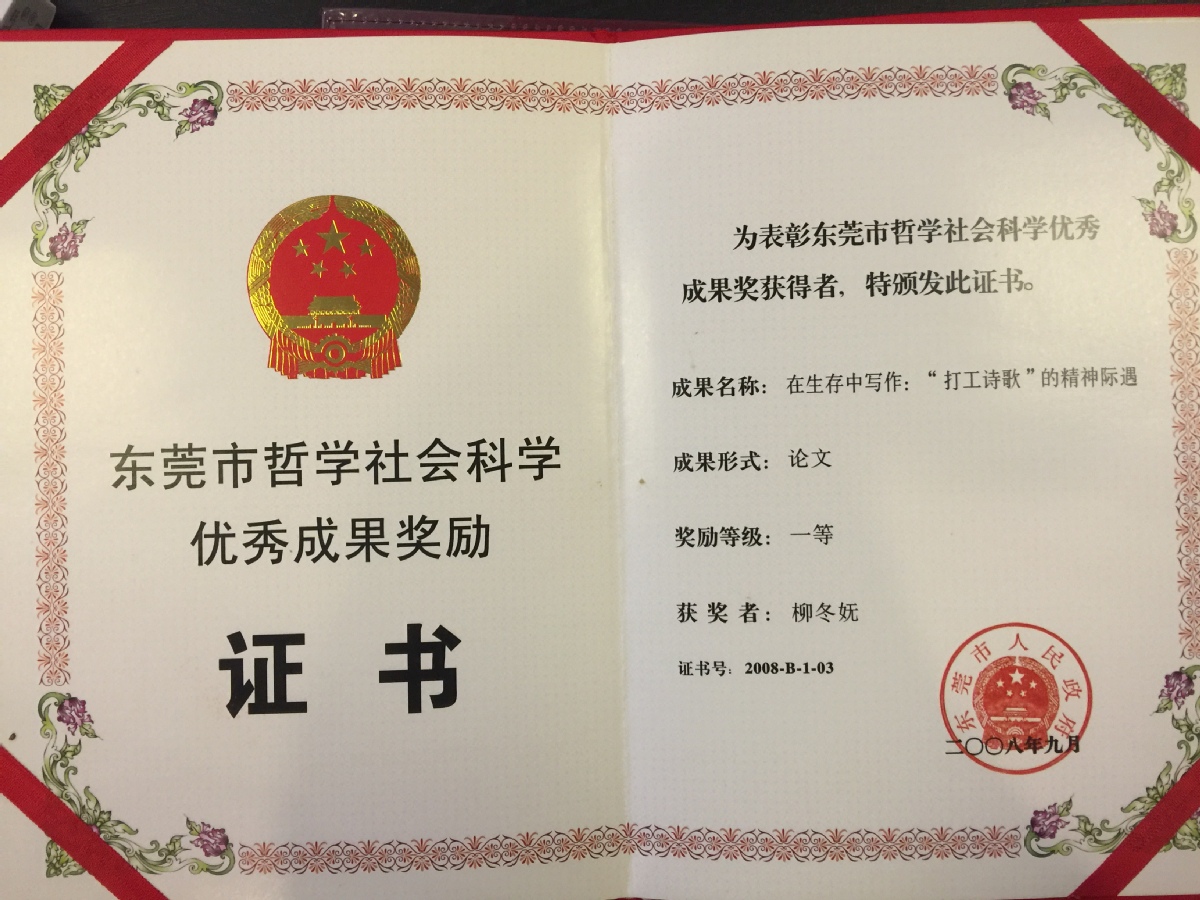 东莞市哲学社会科学
优秀成果奖励
证书
为表彰东莞市哲学社会科学优秀
成果奖获得者，特颁发此证书。
成果名称：在生存中写作：“打工诗歌”的精神际遇
成果形式：论文
奖励等级：一等
获奖者：柳冬妩
证书号：2008-B-1-03
东莞市人民政府
二〇〇八年九月